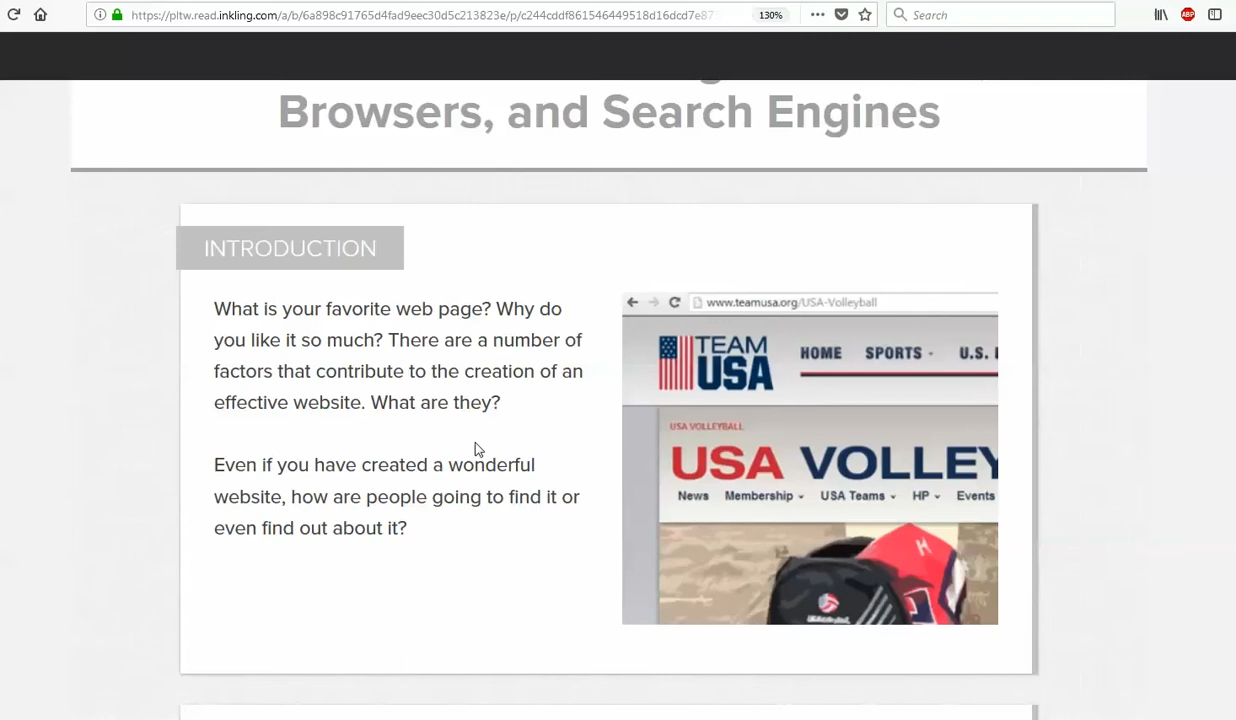 https://pltw.read.inkling.com/a/b/6a898c91765d4fad9eec30d5c213823e/p/c244cddf861546449518d16dcd7e87
130%
Search
ABP
Browsers, and Search Engines
INTRODUCTION
What is your favorite web page? Why do
you like it so much? There are a number of
factors that contribute to the creation of an
effective website. What are they?
Even if you have created a wonderful
website, how are people going to find it or
even find out about it?
www.teamusa.org/USA-Volleyball
TEAM
USA
HOME SPORTS U.S.
USA VOLLEYBALL
USA VOLLEY
News Membership USA Teams HP Events
H